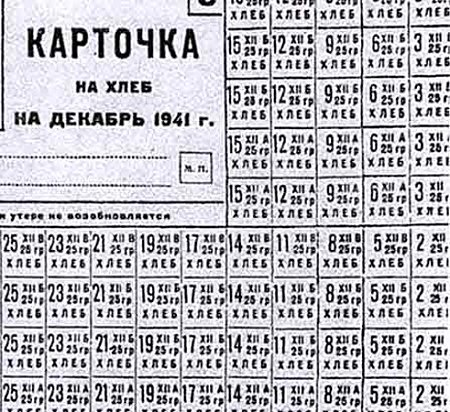 КАРТОЧКА
НА ХЛЕБ
НА ДЕКАБРЬ 1941 г.
М. П.
утере не возобновляется
ХЛЕБ ХЛЕБ ХЛЕБ ХЛЕБ ХЛЕБ
15 XII Б 12 XII Б 9 XII Б 6 XII Б 3 XII Б
25 гр 25 гр 25 гр 25 гр 25 г
ХЛЕБ ХЛЕБ ХЛЕБ ХЛЕБ ХЛЕБ
15 XII Б 12 XII Б 9 XII Б 6 XII Б 3 XII Б
25 гр 25 гр 25 гр 25 гр 25 г
ХЛЕБ ХЛЕБ ХЛЕБ ХЛЕБ ХЛЕБ
15 XII А 12 XII А 9 XII А 6 XII А 3 XII А
25 гр 25 гр 25 гр 25 гр 25 г
ХЛЕБ ХЛЕБ ХЛЕБ ХЛЕБ ХЛЕБ
15 XII А 12 XII А 9 XII А 6 XII А 3 XII
25 гр 25 гр 25 гр 25 гр 25 г
ХЛЕБ ХЛЕБ ХЛЕБ ХЛЕБ ХЛЕБ
25 XII В 23 XII В 21 XII В 19 XII В 17 XII В 14 XII В 11 XII В 8 XII В 5 XII В 2 XII
25 гр 25 гр 25 гр 25 гр 25 гр 25 гр 25 гр 25 гр 25 гр 25 г
ХЛЕБ ХЛЕБ ХЛЕБ ХЛЕБ ХЛЕБ ХЛЕБ ХЛЕБ ХЛЕБ ХЛЕБ ХЛЕ
25 XII Б 23 XII Б 21 XII Б 19 XII Б 17 XII Б 14 XII Б 11 XII Б 8 XII Б 5 XII Б 2 XII
25 гр 25 гр 25 гр 25 гр 25 гр 25 гр 25 гр 25 гр 25 гр 25 г
ХЛЕБ ХЛЕБ ХЛЕБ ХЛЕБ ХЛЕБ ХЛЕБ ХЛЕБ ХЛЕБ ХЛЕБ ХЛЕ
25 XII Б 23 XII Б 21 XII Б 19 XII Б 17 XII Б 14 XII Б 11 XII Б 8 XII Б 5 XII Б 2 XII
25 гр 25 гр 25 гр 25 гр 25 гр 25 гр 25 гр 25 гр 25 гр 25 г
ХЛЕБ ХЛЕБ ХЛЕБ ХЛЕБ ХЛЕБ ХЛЕБ ХЛЕБ ХЛЕБ ХЛЕБ ХЛЕ
25 XII А 23 XII А 21 XII А 19 XII А 17 XII А 14 XII А 11 XII А 8 XII А 5 XII А 2 XII
25 гр 25 гр 25 гр 25 гр 25 гр 25 гр 25 гр 25 гр 25 гр 25 г